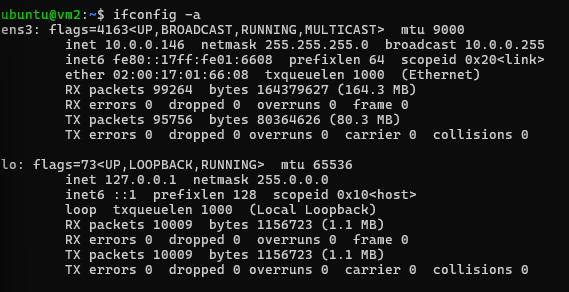 ubuntu@vm2:~$ ifconfig -a
ens3: flags=4163<UP,BROADCAST,RUNNING,MULTICAST>  mtu 9000
        inet 10.0.0.146  netmask 255.255.255.0  broadcast 10.0.0.255
        inet6 fe80::17ff:fe01:6608  prefixlen 64  scopeid 0x20<link>
        ether 02:00:17:01:66:08  txqueuelen 1000  (Ethernet)
        RX packets 99264  bytes 164379627 (164.3 MB)
        RX errors 0  dropped 0  overruns 0  frame 0
        TX packets 95756  bytes 80364626 (80.3 MB)
        TX errors 0  dropped 0 overruns 0  carrier 0  collisions 0

lo: flags=73<UP,LOOPBACK,RUNNING>  mtu 65536
        inet 127.0.0.1  netmask 255.0.0.0
        inet6 ::1  prefixlen 128  scopeid 0x10<host>
        loop  txqueuelen 1000  (Local Loopback)
        RX packets 10009  bytes 1156723 (1.1 MB)
        RX errors 0  dropped 0  overruns 0  frame 0
        TX packets 10009  bytes 1156723 (1.1 MB)
        TX errors 0  dropped 0 overruns 0  carrier 0  collisions 0